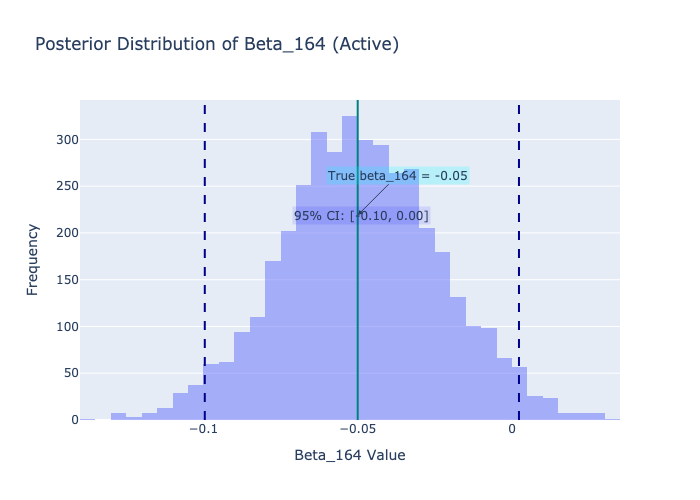 Posterior Distribution of Beta_164 (Active)
300
250
200
150
100
50
0
Frequency
True beta_164 = -0.05
95% CI: [-0.10, 0.00]
−0.1
−0.05
0
Beta_164 Value